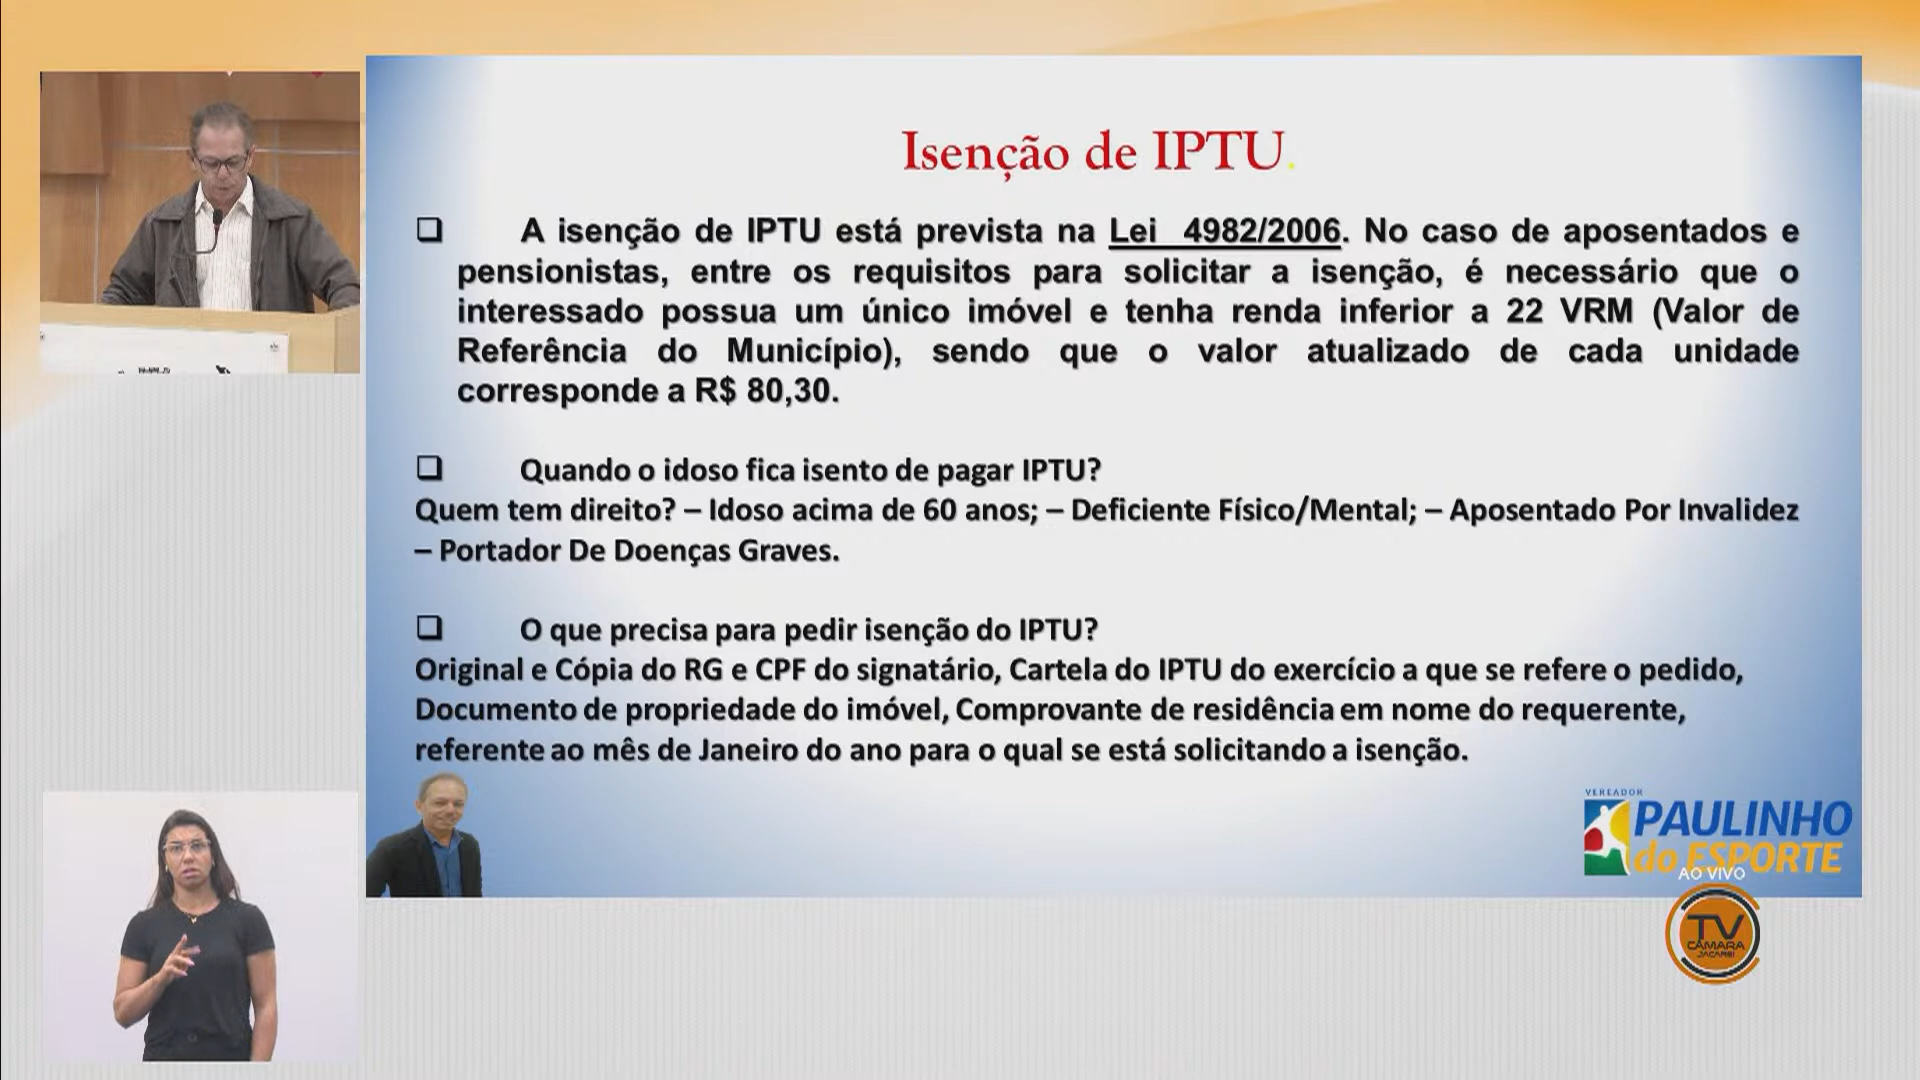 Isenção de IPTU.
❑ A isenção de IPTU está prevista na Lei 4982/2006. No caso de aposentados e
pensionistas, entre os requisitos para solicitar a isenção, é necessário que o
interessado possua um único imóvel e tenha renda inferior a 22 VRM (Valor de
Referência do Município), sendo que o valor atualizado de cada unidade
corresponde a R$ 80,30.
❑ Quando o idoso fica isento de pagar IPTU?
Quem tem direito? – Idoso acima de 60 anos; – Deficiente Físico/Mental; – Aposentado Por Invalidez
– Portador De Doenças Graves.
❑ O que precisa para pedir isenção do IPTU?
Original e Cópia do RG e CPF do signatário, Cartela do IPTU do exercício a que se refere o pedido,
Documento de propriedade do imóvel, Comprovante de residência em nome do requerente,
referente ao mês de Janeiro do ano para o qual se está solicitando a isenção.
VEREADOR
PAULINHO
do ESPORTE
AO VIVO
TV
CÂMARA
JACAREÍ